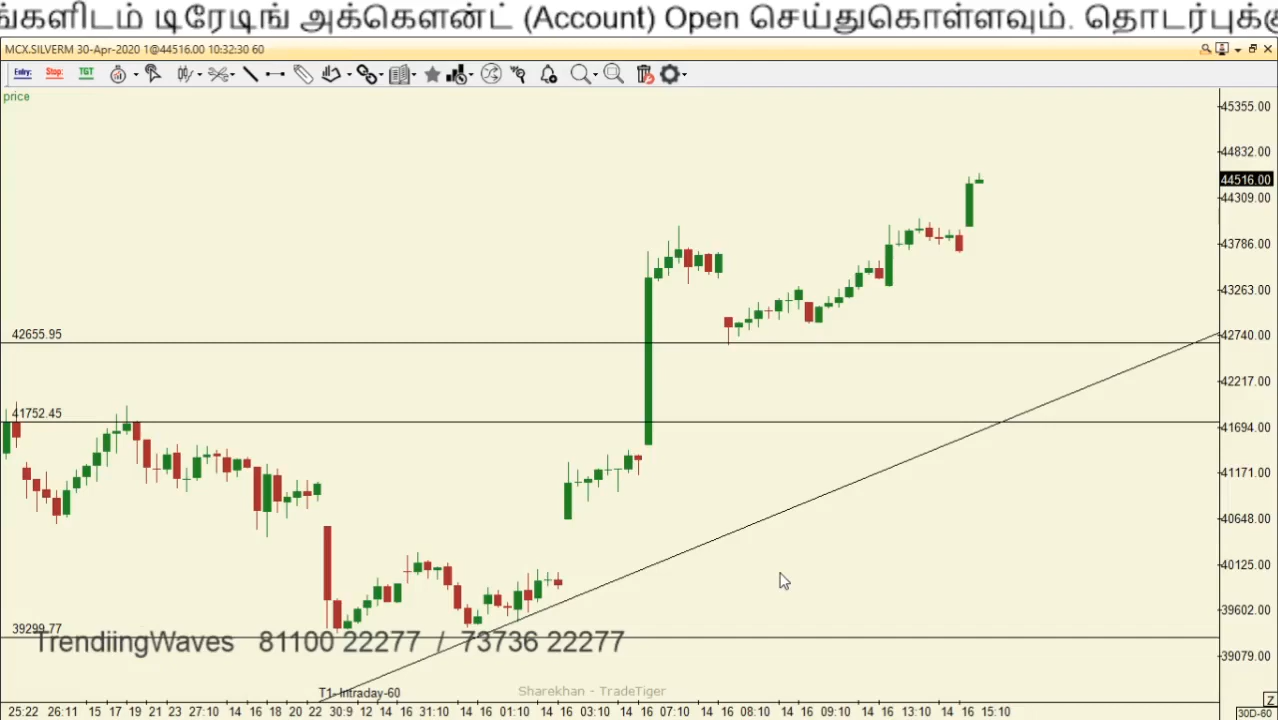 ங்களிடம் டிரேடிங் அக்கௌன்ட் (Account) Open செய்துகொள்ளவும். தொடர்புக்கு
MCX.SILVERM 30-Apr-2020 1@44516.00 10:32:30 60
Entry: Stop: TGT
price
45355.00
44832.00
44516.00
44309.00
43786.00
43263.00
42655.95
42740.00
42217.00
41752.45
41694.00
41171.00
40648.00
40125.00
39602.00
39299.77
TrendiingWaves 81100 22277 / 73736 22277
39079.00
T1- Intraday-60
Sharekhan - TradeTiger
25:22 26:11 15 17 19 21 23 27:10 14 16 18 20 22 30:9 12 14 16 31:10 14 16 01:10 14 16 03:10 14 16 07:10 14 16 08:10 14 16 09:10 14 16 13:10 14 16 15:10
Z
30D-60